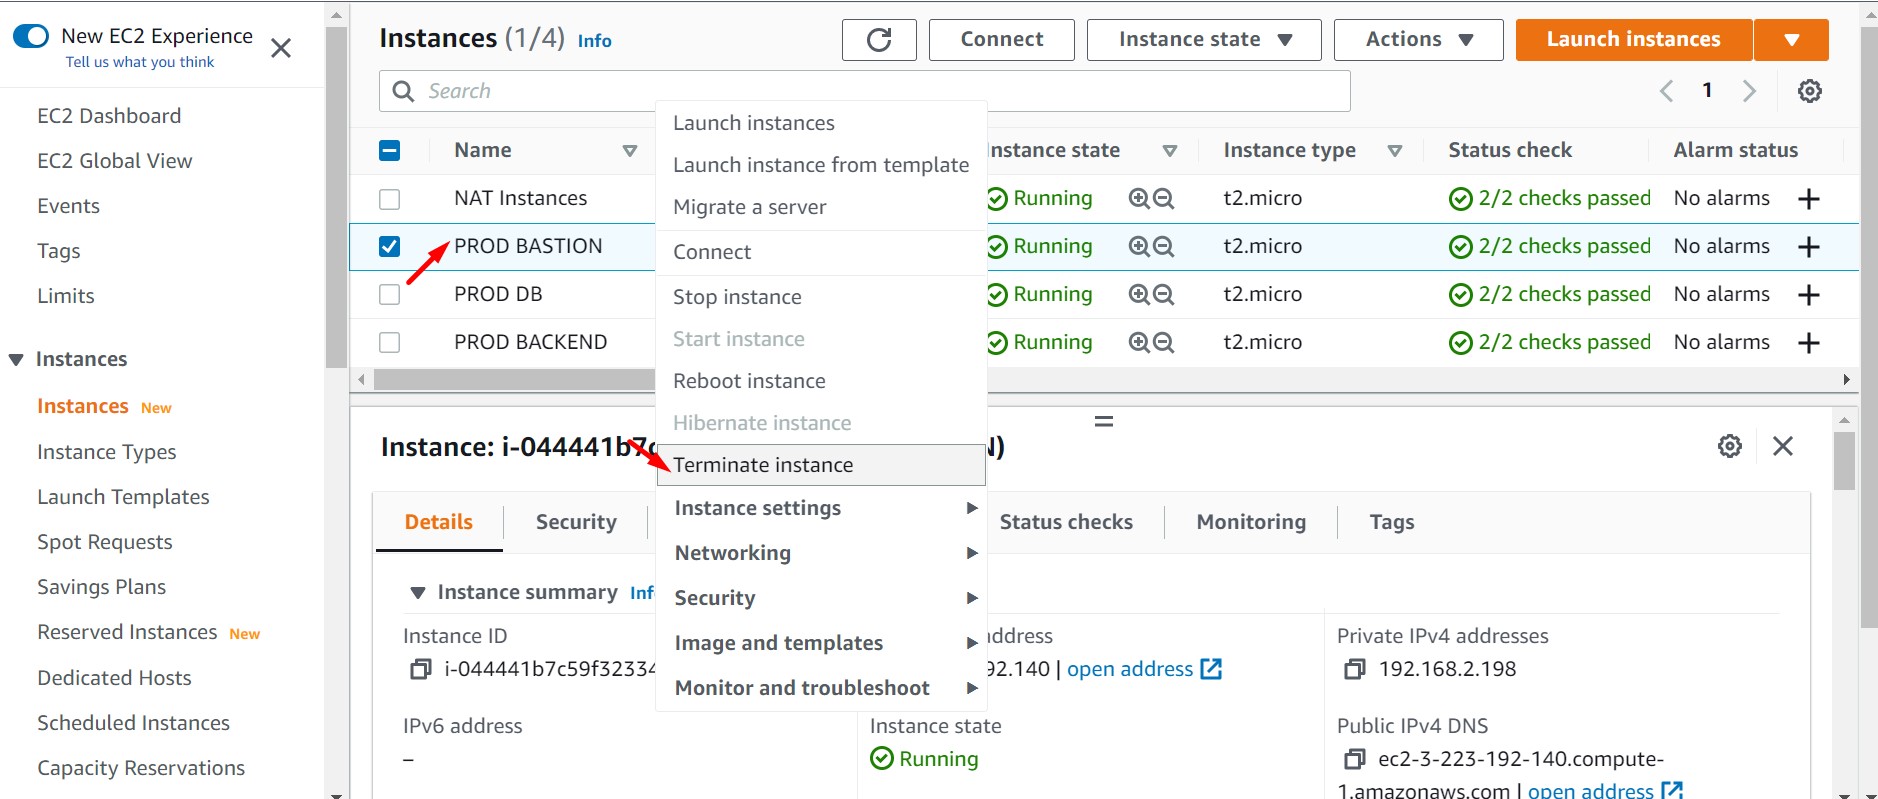 New EC2 Experience
Tell us what you think
EC2 Dashboard
EC2 Global View
Events
Tags
Limits
Instances
Instances New
Instance Types
Launch Templates
Spot Requests
Savings Plans
Reserved Instances New
Dedicated Hosts
Scheduled Instances
Capacity Reservations
Instances (1/4) Info
Connect
Instance state
Actions
Launch instances
Search
1
Name
Instance state
Instance type
Status check
Alarm status
NAT Instances Running t2.micro 2/2 checks passed No alarms
PROD BASTION Running t2.micro 2/2 checks passed No alarms
PROD DB Running t2.micro 2/2 checks passed No alarms
PROD BACKEND Running t2.micro 2/2 checks passed No alarms
Launch instances
Launch instance from template
Migrate a server
Connect
Stop instance
Start instance
Reboot instance
Hibernate instance
Terminate instance
Instance settings
Networking
Security
Image and templates
Monitor and troubleshoot
Instance: i-044441b7
Details
Security
Status checks
Monitoring
Tags
Instance summary Inf
Instance ID
i-044441b7c59f32334
IPv6 address
–
ddress
92.140 | open address
Instance state
Running
Private IPv4 addresses
192.168.2.198
Public IPv4 DNS
ec2-3-223-192-140.compute-
1.amazonaws.com | open address